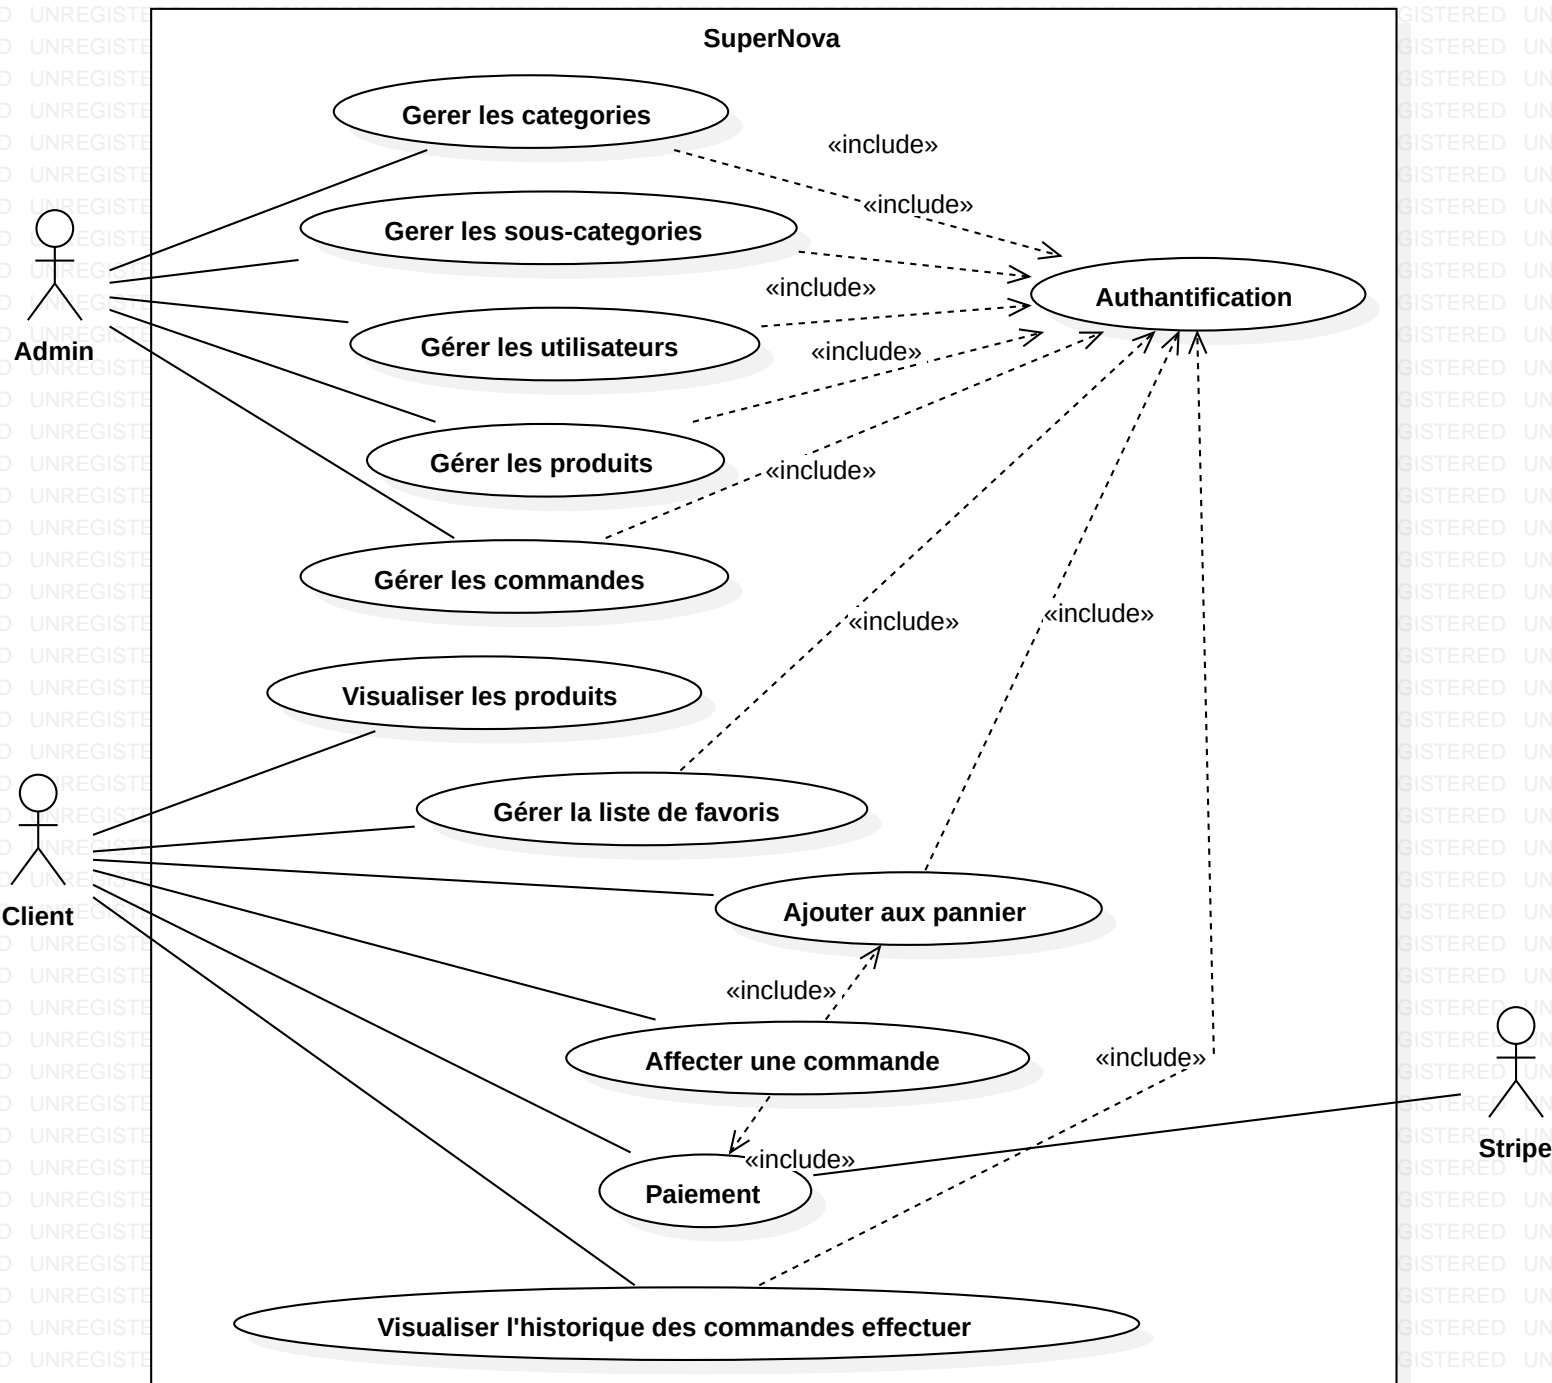 SuperNova
Gerer les categories
«include»
«include»
Gerer les sous-categories
«include»
Authantification
Gérer les utilisateurs
«include»
Admin
Gérer les produits
«include»
Gérer les commandes
«include»
«include»
Visualiser les produits
Gérer la liste de favoris
Ajouter aux pannier
Client
«include»
Affecter une commande
«include»
Stripe
«include»
Paiement
Visualiser l'historique des commandes effectuer
UNREGISTERED